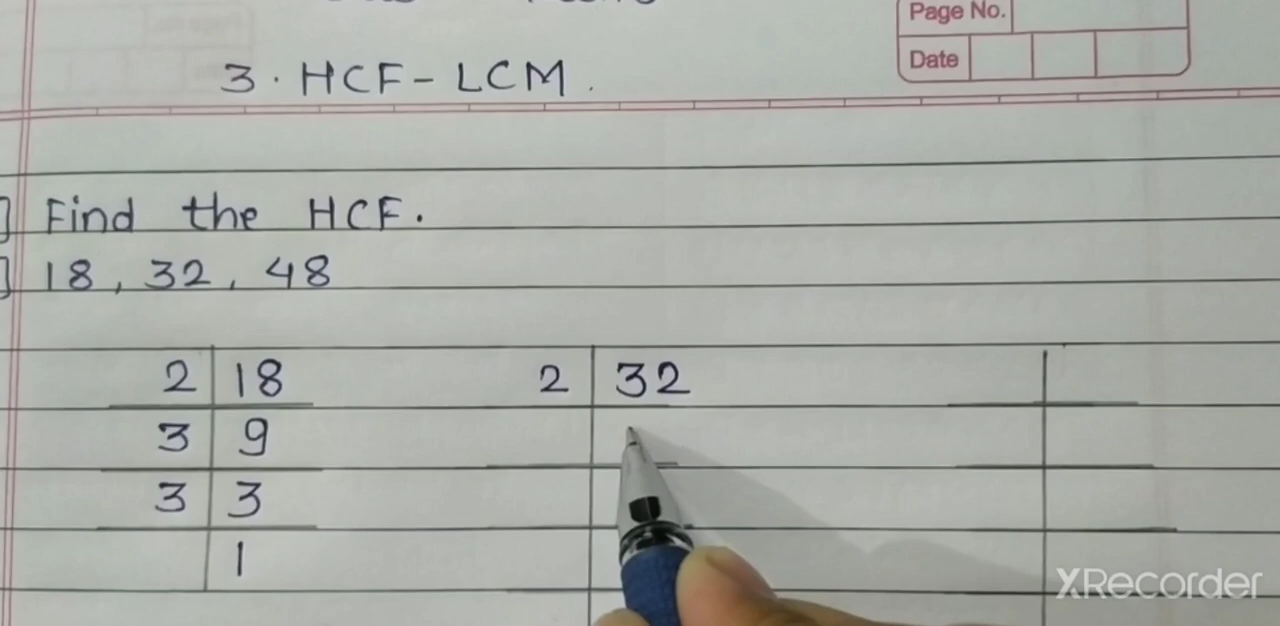 Page No.
Date
3. HCF-LCM.
Find the HCF.
18, 32, 48
2 18 2 32
3 9
3 3
1
XRecorder